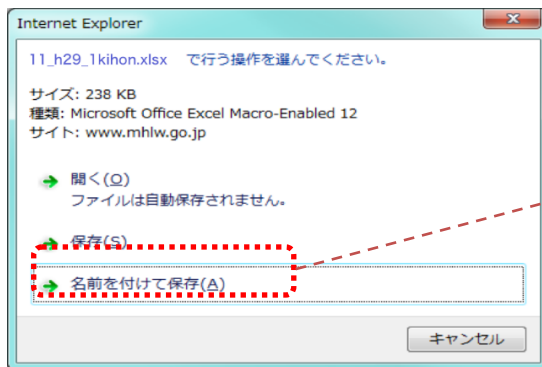 Internet Explorer
11_h29_1kihon.xlsx で行う操作を選んでください。
サイズ: 238 KB
種類: Microsoft Office Excel Macro-Enabled 12
サイト: www.mhlw.go.jp
開く(O)
ファイルは自動保存されません。
保存(S)
名前を付けて保存(A)
キャンセル